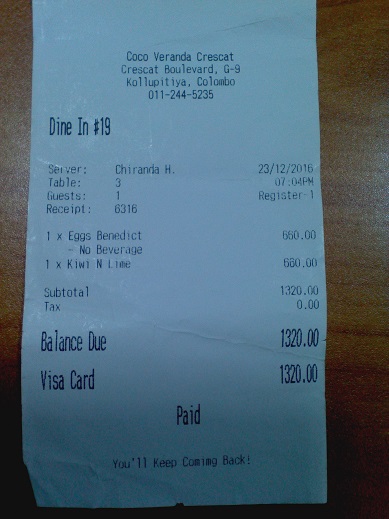 Coco Veranda Crescat
Crescat Boulevard, G-9
Kollupitiya, Colombo
011-244-5235
Dine In #19
Server: Chiranda H. 23/12/2016
Table: 3 07:04PM
Guests: 1 Register-1
Receipt: 6316
1 x Eggs Benedict 660.00
- No Beverage
1 x Kiwi N Lime 660.00
Subtotal 1320.00
Tax 0.00
Balance Due 1320.00
Visa Card 1320.00
Paid
You'll Keep Coming Back!